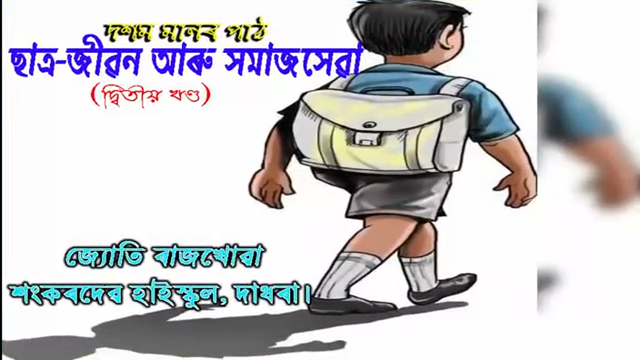 দশম মানৰ পাঠ
ছাত্ৰ-জীৱন আৰু সমাজসেৱা
(দ্বিতীয় খণ্ড)
জ্যোতি ৰাজখোৱা
শংকৰদেৱ হাইস্কুল, দাধৰা।